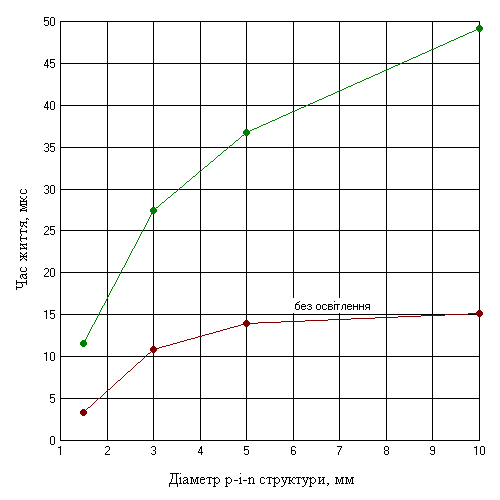 50
45
40
35
30
25
20
15
10
5
0
Час життя, мкс
без освітлення
1 2 3 4 5 6 7 8 9 10
Діаметр p-i-n структури, мм